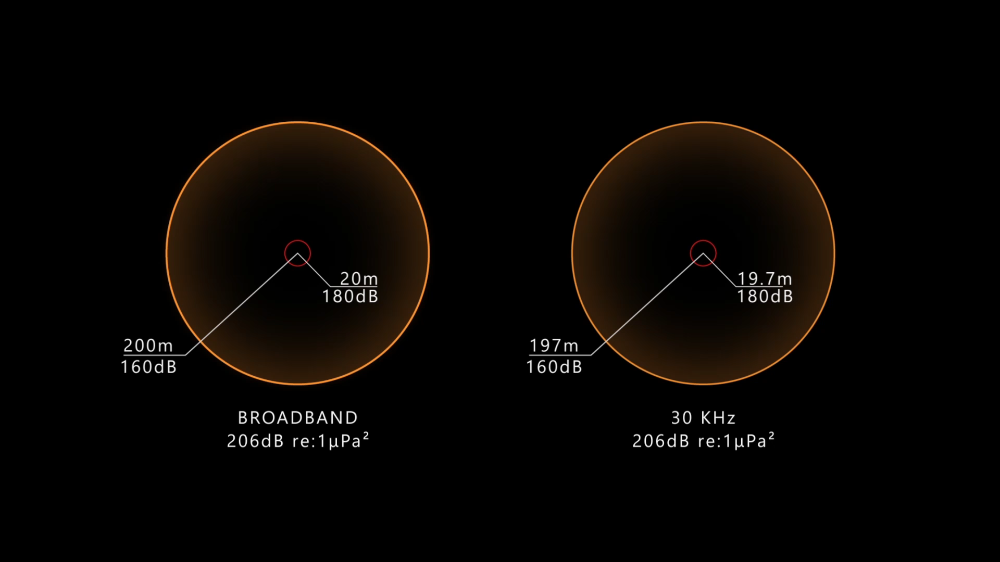 20m
180dB
200m
160dB
BROADBAND
206dB re:1µPa²
19.7m
180dB
197m
160dB
30 KHz
206dB re:1µPa²